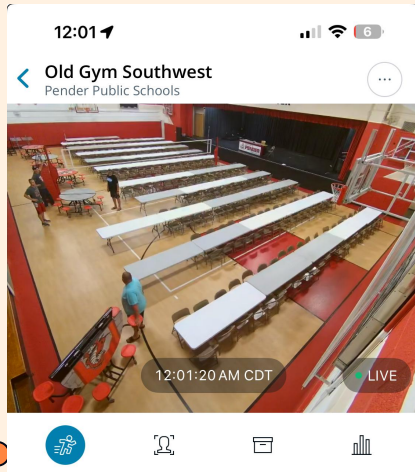 12:01
6
Old Gym Southwest
Pender Public Schools
12:01:20 AM CDT
LIVE